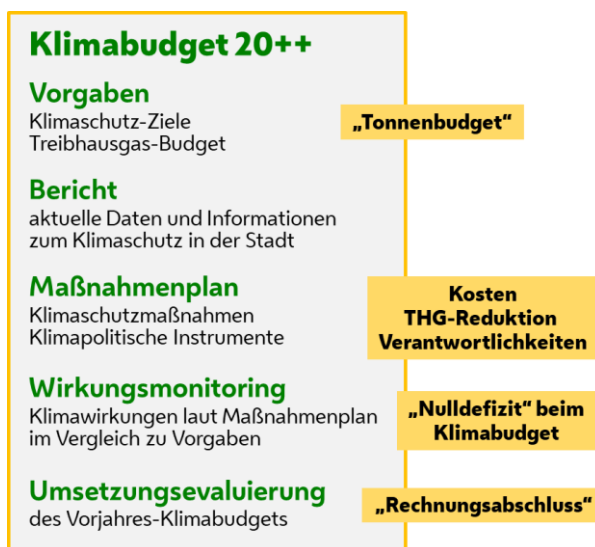 Klimabudget 20++
Vorgaben
Klimaschutz-Ziele
Treibhausgas-Budget
„Tonnenbudget“
Bericht
aktuelle Daten und Informationen
zum Klimaschutz in der Stadt
Maßnahmenplan
Klimaschutzmaßnahmen
Klimapolitische Instrumente
Kosten
THG-Reduktion
Verantwortlichkeiten
Wirkungsmonitoring
Klimawirkungen laut Maßnahmenplan
im Vergleich zu Vorgaben
„Nulldefizit“ beim
Klimabudget
Umsetzungsevaluierung
des Vorjahres-Klimabudgets
„Rechnungsabschluss“